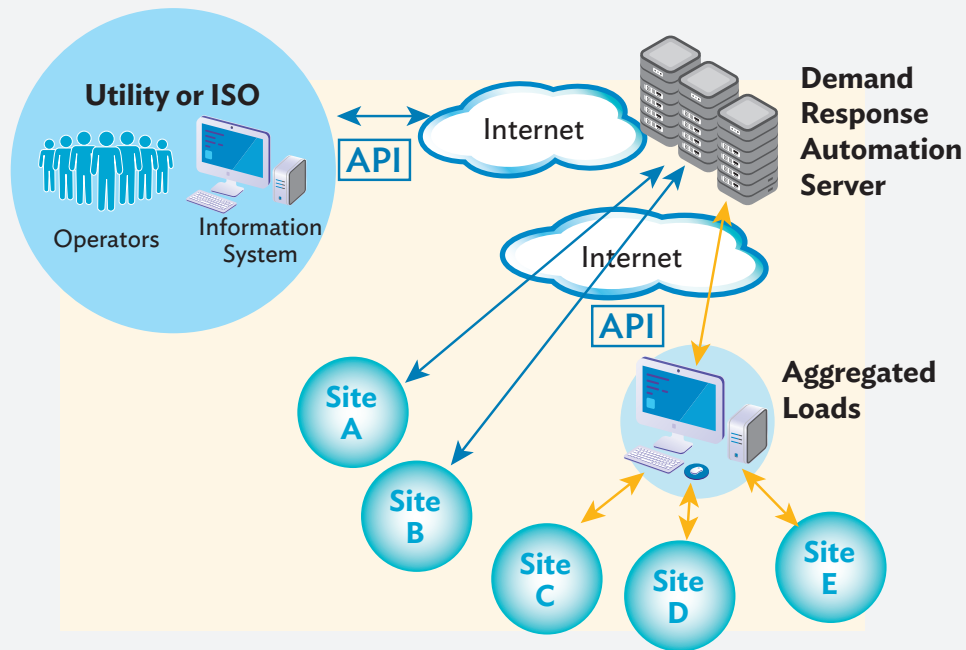 Utility or ISO
Operators
Information
System
API
Internet
Demand
Response
Automation
Server
Internet
API
Aggregated
Loads
Site
A
Site
B
Site
C
Site
D
Site
E